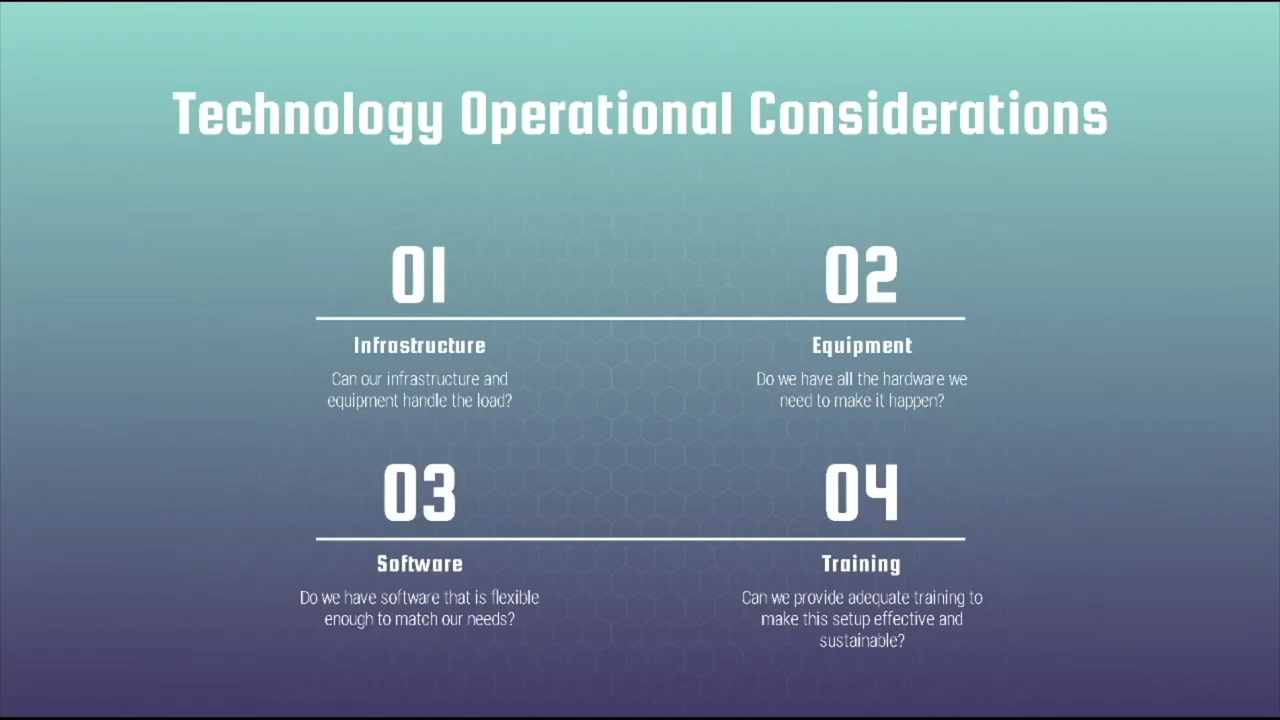 Technology Operational Considerations
01
Infrastructure
Can our infrastructure and
equipment handle the load?
02
Equipment
Do we have all the hardware we
need to make it happen?
03
Software
Do we have software that is flexible
enough to match our needs?
04
Training
Can we provide adequate training to
make this setup effective and
sustainable?